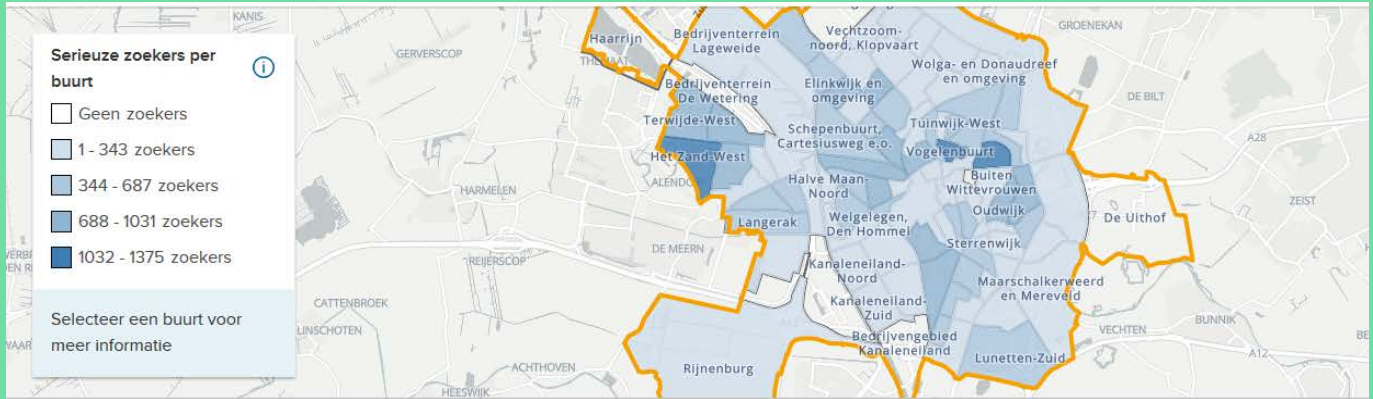 Serieuze zoekers per
buurt
Geen zoekers
1 - 343 zoekers
344 - 687 zoekers
688 - 1031 zoekers
1032 - 1375 zoekers
Selecteer een buurt voor
meer informatie
KANIS
GERVERSCOP
Haarrijn
Bedrijventerrein
Lageweide
Vechtzoom-
noord, Klopvaart
GROENEKAN
Wolga- en Donaudreef
en omgeving
Bedrijventerrein
De Wetering
Elinkwijk en
omgeving
DE BILT
Terwijde-West
Schepenbuurt,
Cartesiusweg e.o.
Tuinwijk-West
A28
Het Zand-West
Vogelenbuurt
HARMELEN
Halve Maan-
Noord
Buiten
Wittevrouwen
ZEIST
Langerak
Welgelegen,
Den Hommel
Oudwijk
De Uithof
DE MEERN
Sterrenwijk
REIJERSCOP
Kanaleneiland-
Noord
Maarschalkerweerd
en Mereveld
CATTENBROEK
Kanaleneiland-
Zuid
BUNNIK
LINSCHOTEN
VECHTEN
Bedrijvengebied
Kanaleneiland
A12
ACHTHOVEN
Rijnenburg
Lunetten-Zuid
HEESWIJK